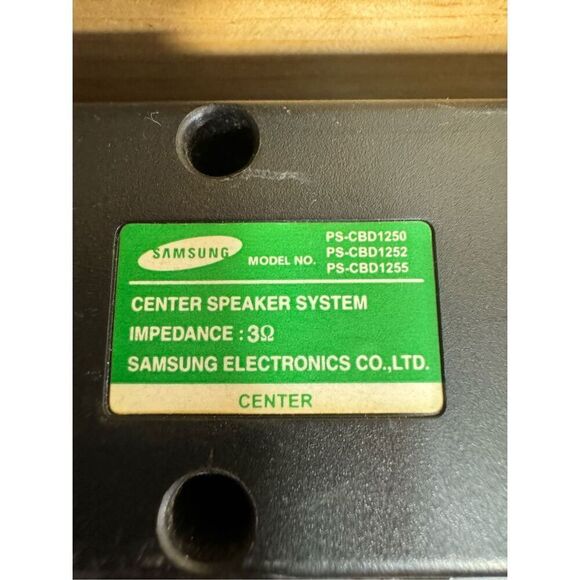 SAMSUNG
MODEL NO.
PS-CBD1250
PS-CBD1252
PS-CBD1255
CENTER SPEAKER SYSTEM
IMPEDANCE : 3Ω
SAMSUNG ELECTRONICS CO.,LTD.
CENTER